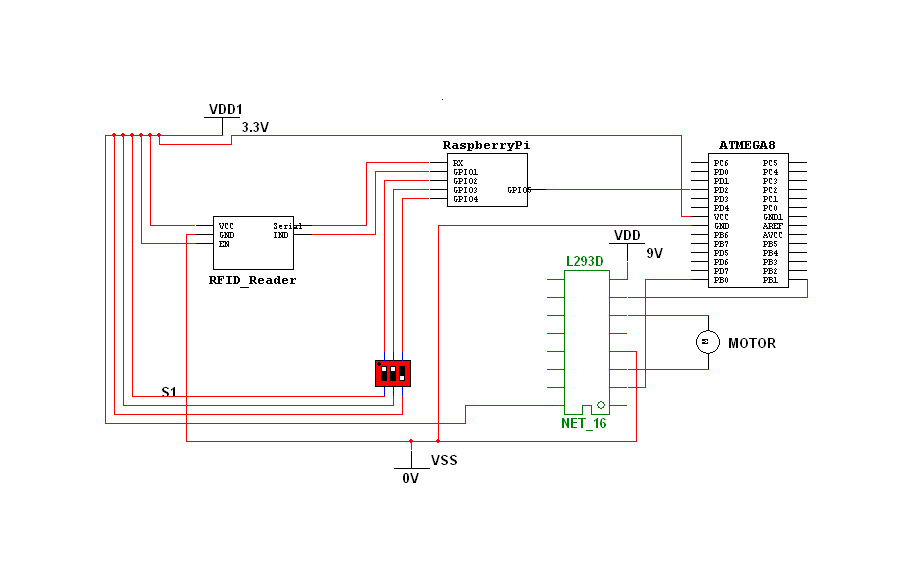 VDD1
3.3V
RaspberryPi
RX
GPIO1
GPIO2
GPIO3
GPIO4
GPIO5
ATMEGA8
PC6 PC5
PD0 PC4
PD1 PC3
PD2 PC2
PD3 PC1
PD4 PC0
VCC GND1
GND AREF
PB6 AVCC
PB7 PB5
PD5 PB4
PD6 PB3
PD7 PB2
PB0 PB1
VCC Serial
GND IND
EN
RFID_Reader
VDD
9V
L293D
M
MOTOR
S1
NET_16
VSS
0V